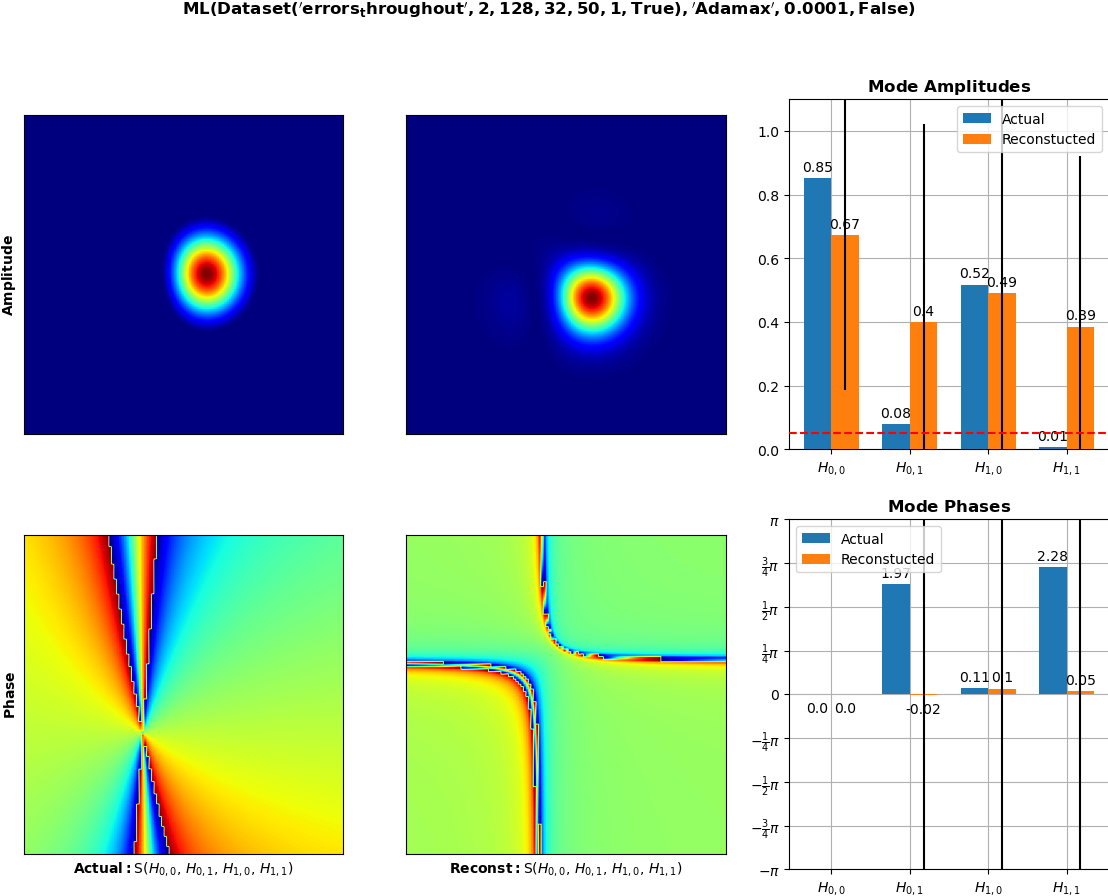 ML(Dataset('errors_throughout', 2, 128, 32, 50, 1, True), 'Adamax', 0.0001, False)
Amplitude
Mode Amplitudes
Actual
Reconstucted
1.0
0.8
0.6
0.4
0.2
0.0
0.85
0.67
0.08
0.4
0.52
0.49
0.01
0.39
H0,0
H0,1
H1,0
H1,1
Phase
Actual: S(H0,0, H0,1, H1,0, H1,1)
Reconst: S(H0,0, H0,1, H1,0, H1,1)
Mode Phases
Actual
Reconstucted
π
3/4π
1/2π
1/4π
0
−1/4π
−1/2π
−3/4π
−π
0.0
0.0
1.97
-0.02
0.11
0.1
2.28
0.05
H0,0
H0,1
H1,0
H1,1